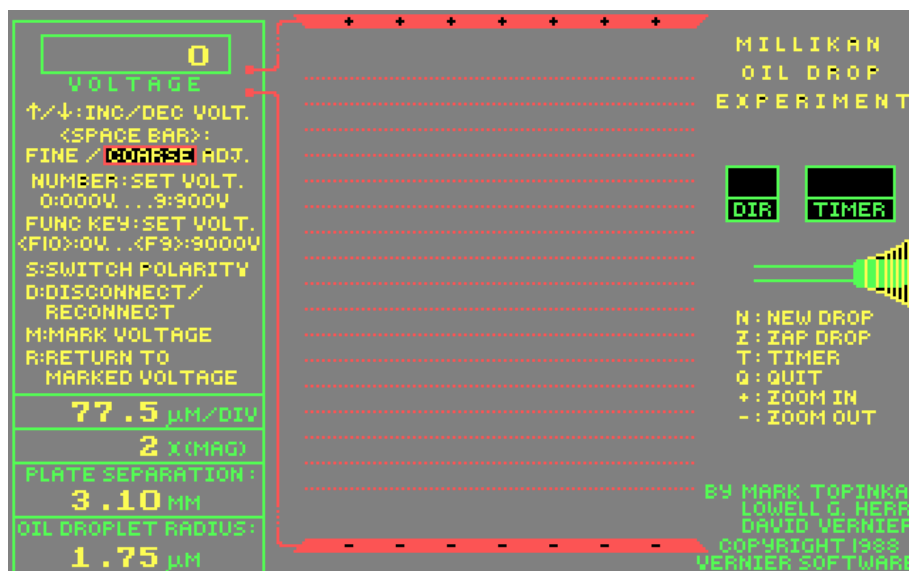 + + + + + + +
0
VOLTAGE
↑/↓:INC/DEC VOLT.
<SPACE BAR>:
FINE / COARSE ADJ.
NUMBER:SET VOLT.
0:000V....9:900V
FUNC KEY:SET VOLT.
<F10>:0V...<F9>:9000V
S:SWITCH POLARITY
D:DISCONNECT/
RECONNECT
M:MARK VOLTAGE
R:RETURN TO
MARKED VOLTAGE
77.5 µM/DIV
2 X(MAG)
PLATE SEPARATION:
3.10 MM
OIL DROPLET RADIUS:
1.75 µM
- - - - - - -
MILLIKAN
OIL DROP
EXPERIMENT
DIR
TIMER
N : NEW DROP
Z : ZAP DROP
T : TIMER
Q : QUIT
+ : ZOOM IN
- : ZOOM OUT
BY MARK TOPINKA
LOWELL G. HERR
DAVID VERNIER
COPYRIGHT 1988
VERNIER SOFTWARE